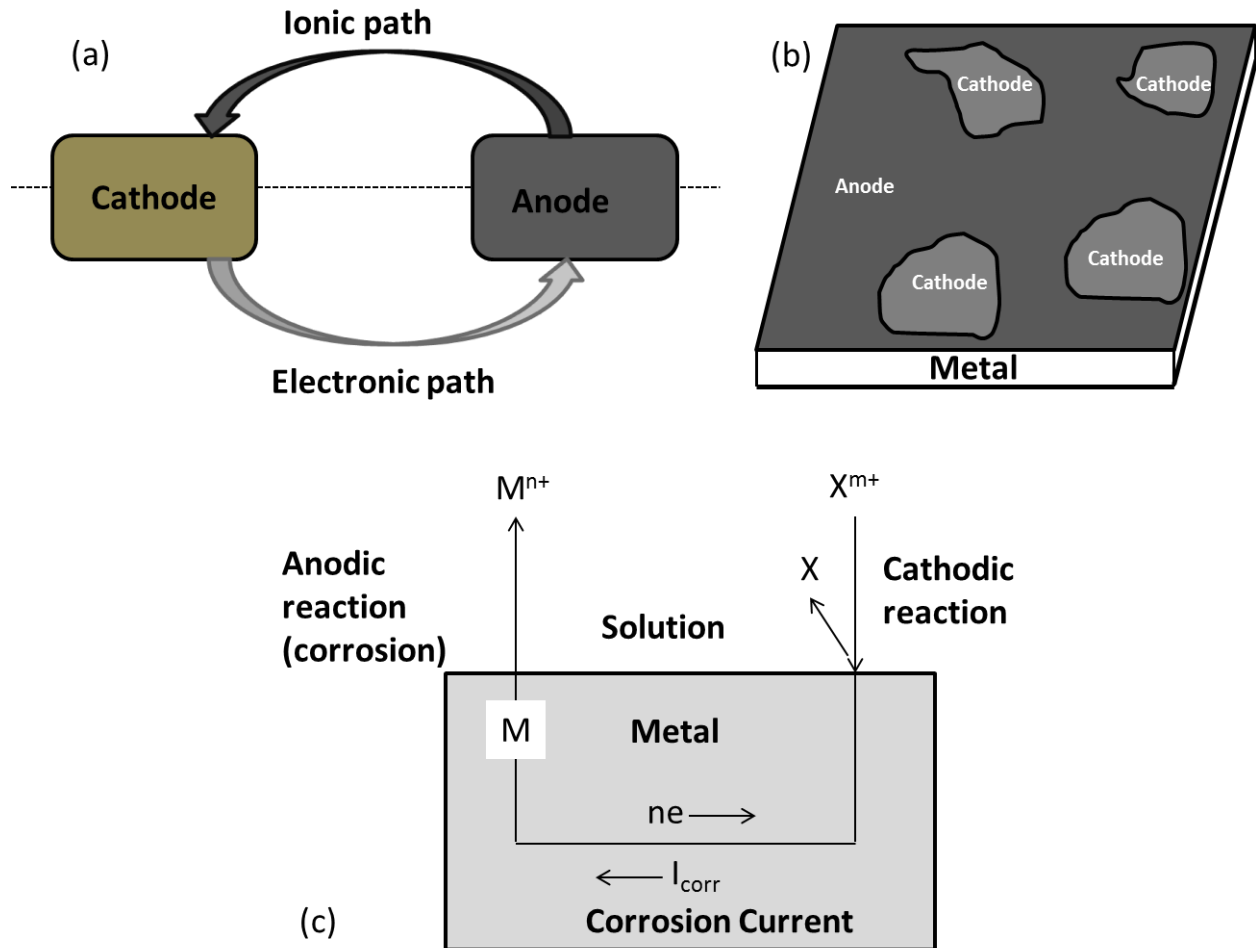 (a)
Ionic path
Cathode
Anode
Electronic path
(b)
Cathode
Cathode
Anode
Cathode
Cathode
Metal
Mⁿ⁺
Xᵐ⁺
Anodic
reaction
(corrosion)
X
Cathodic
reaction
Solution
M
Metal
ne
I_corr
Corrosion Current
(c)